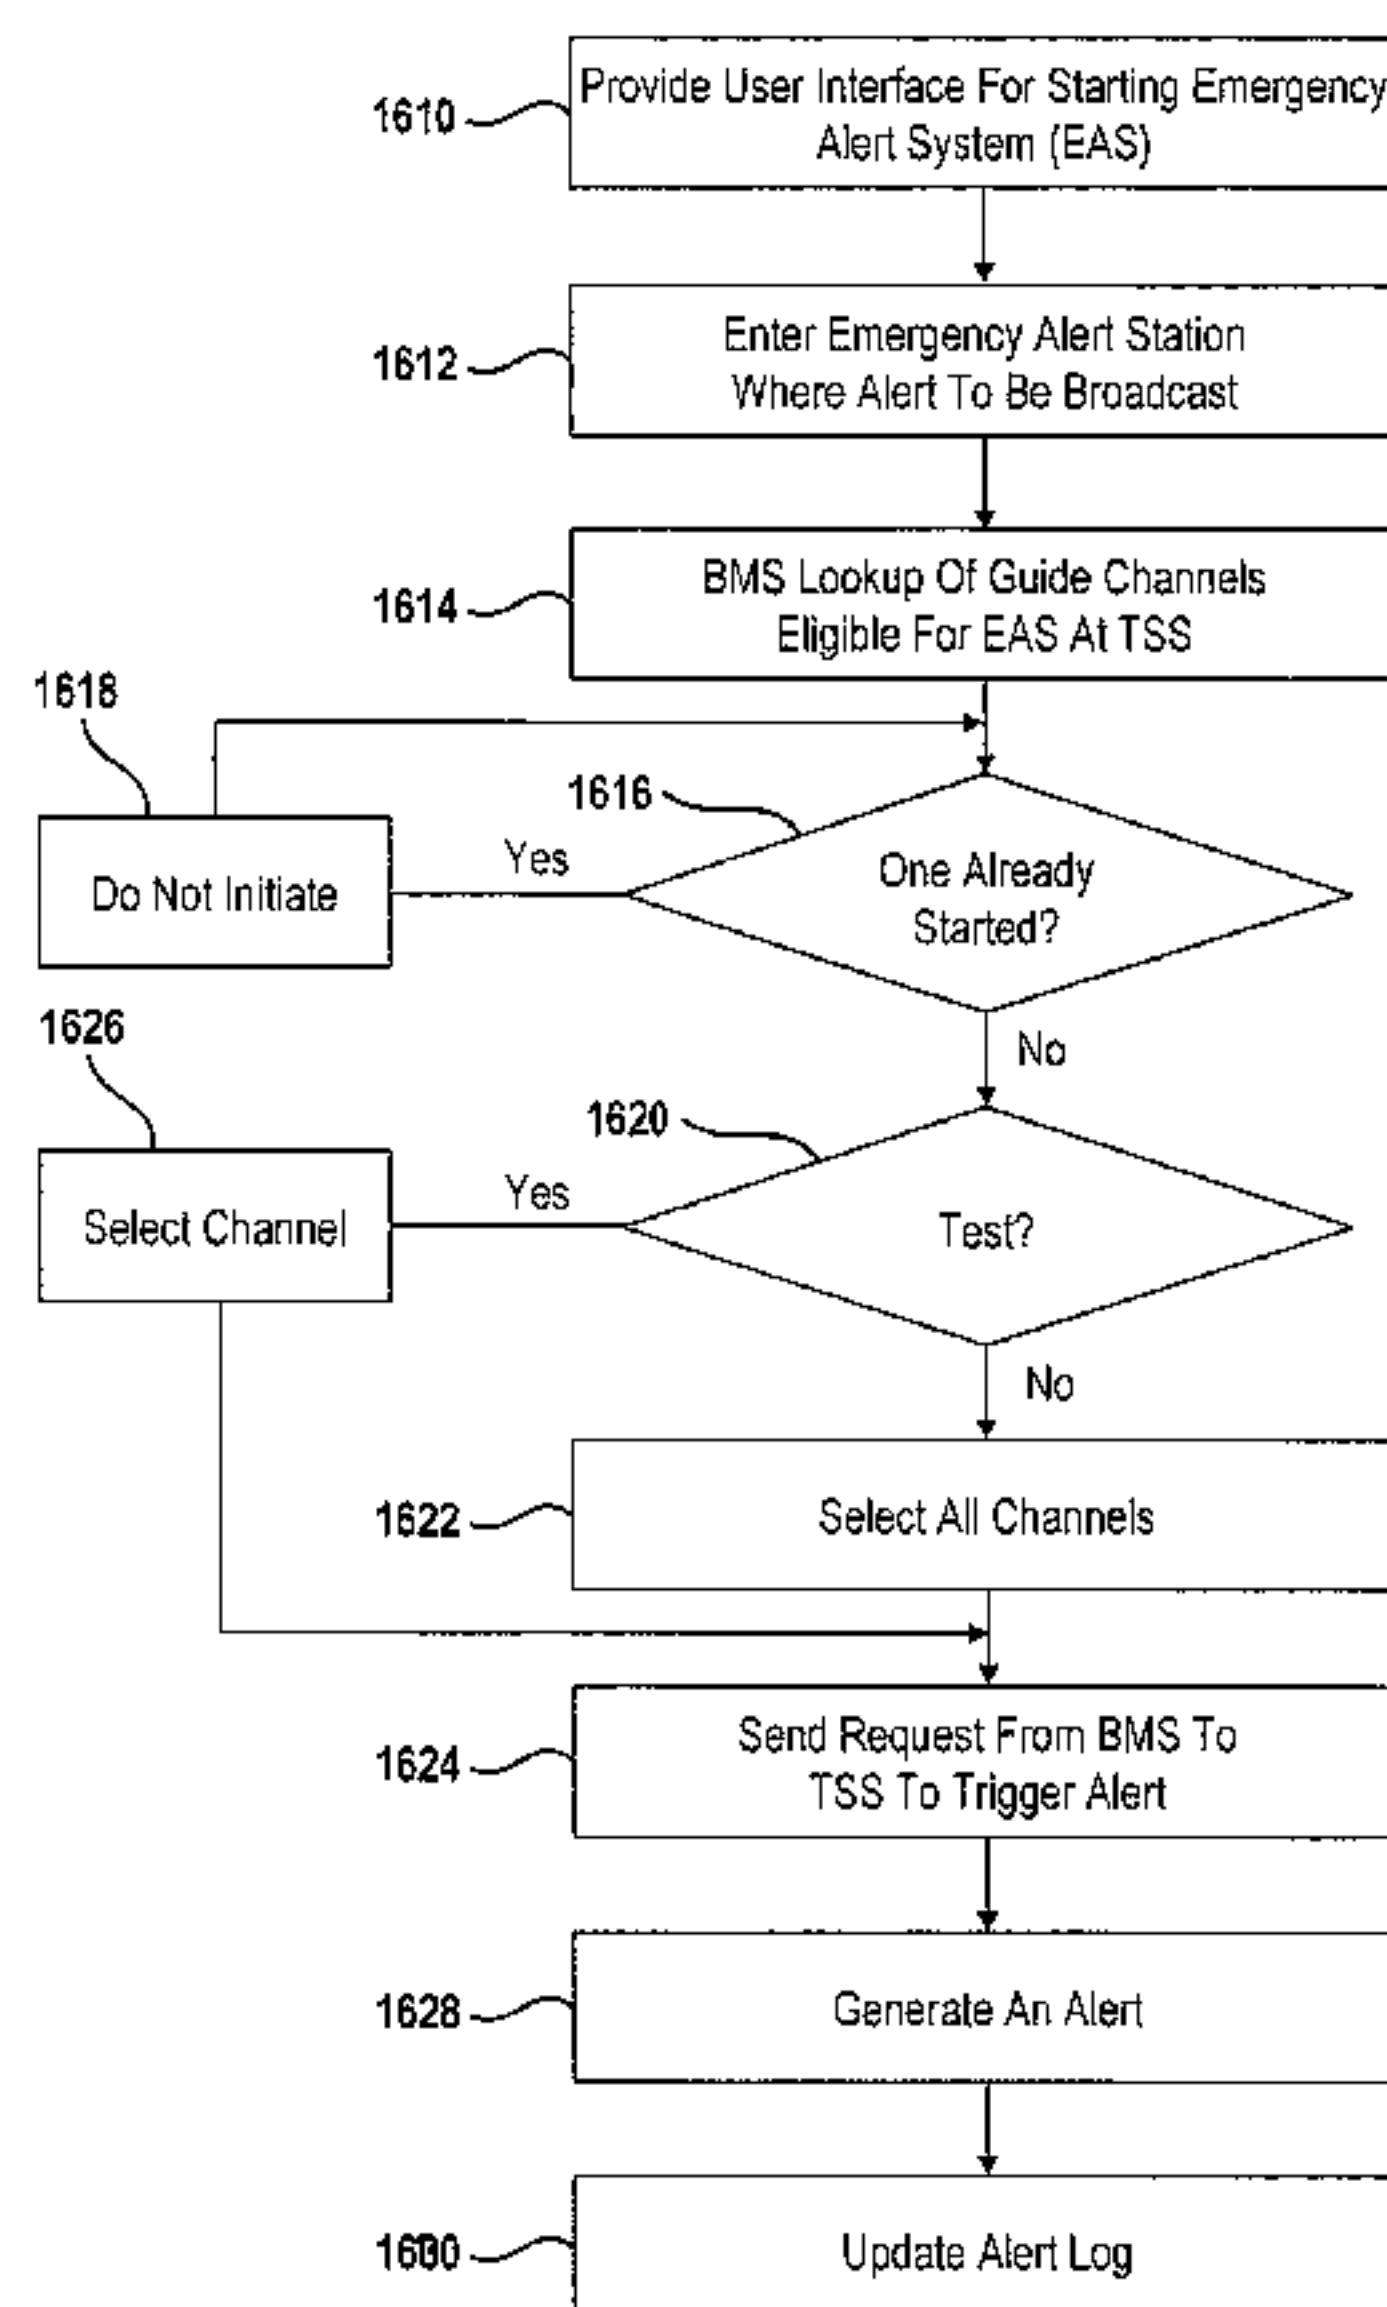 1610
Provide User Interface For Starting Emergency
Alert System (EAS)
1612
Enter Emergency Alert Station
Where Alert To Be Broadcast
1614
BMS Lookup Of Guide Channels
Eligible For EAS At TSS
1618
Do Not Initiate
Yes
1616
One Already
Started?
No
1626
Select Channel
Yes
1620
Test?
No
1622
Select All Channels
1624
Send Request From BMS To
TSS To Trigger Alert
1628
Generate An Alert
Update Alert Log